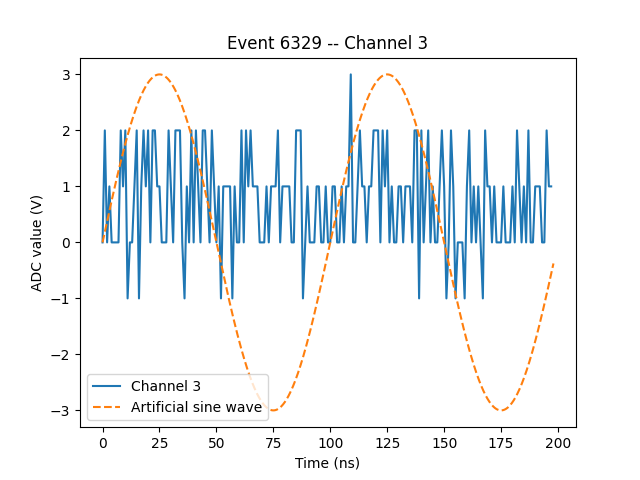 Event 6329 -- Channel 3
ADC value (V)
3
2
1
0
−1
−2
−3
Channel 3
Artificial sine wave
0 25 50 75 100 125 150 175 200
Time (ns)